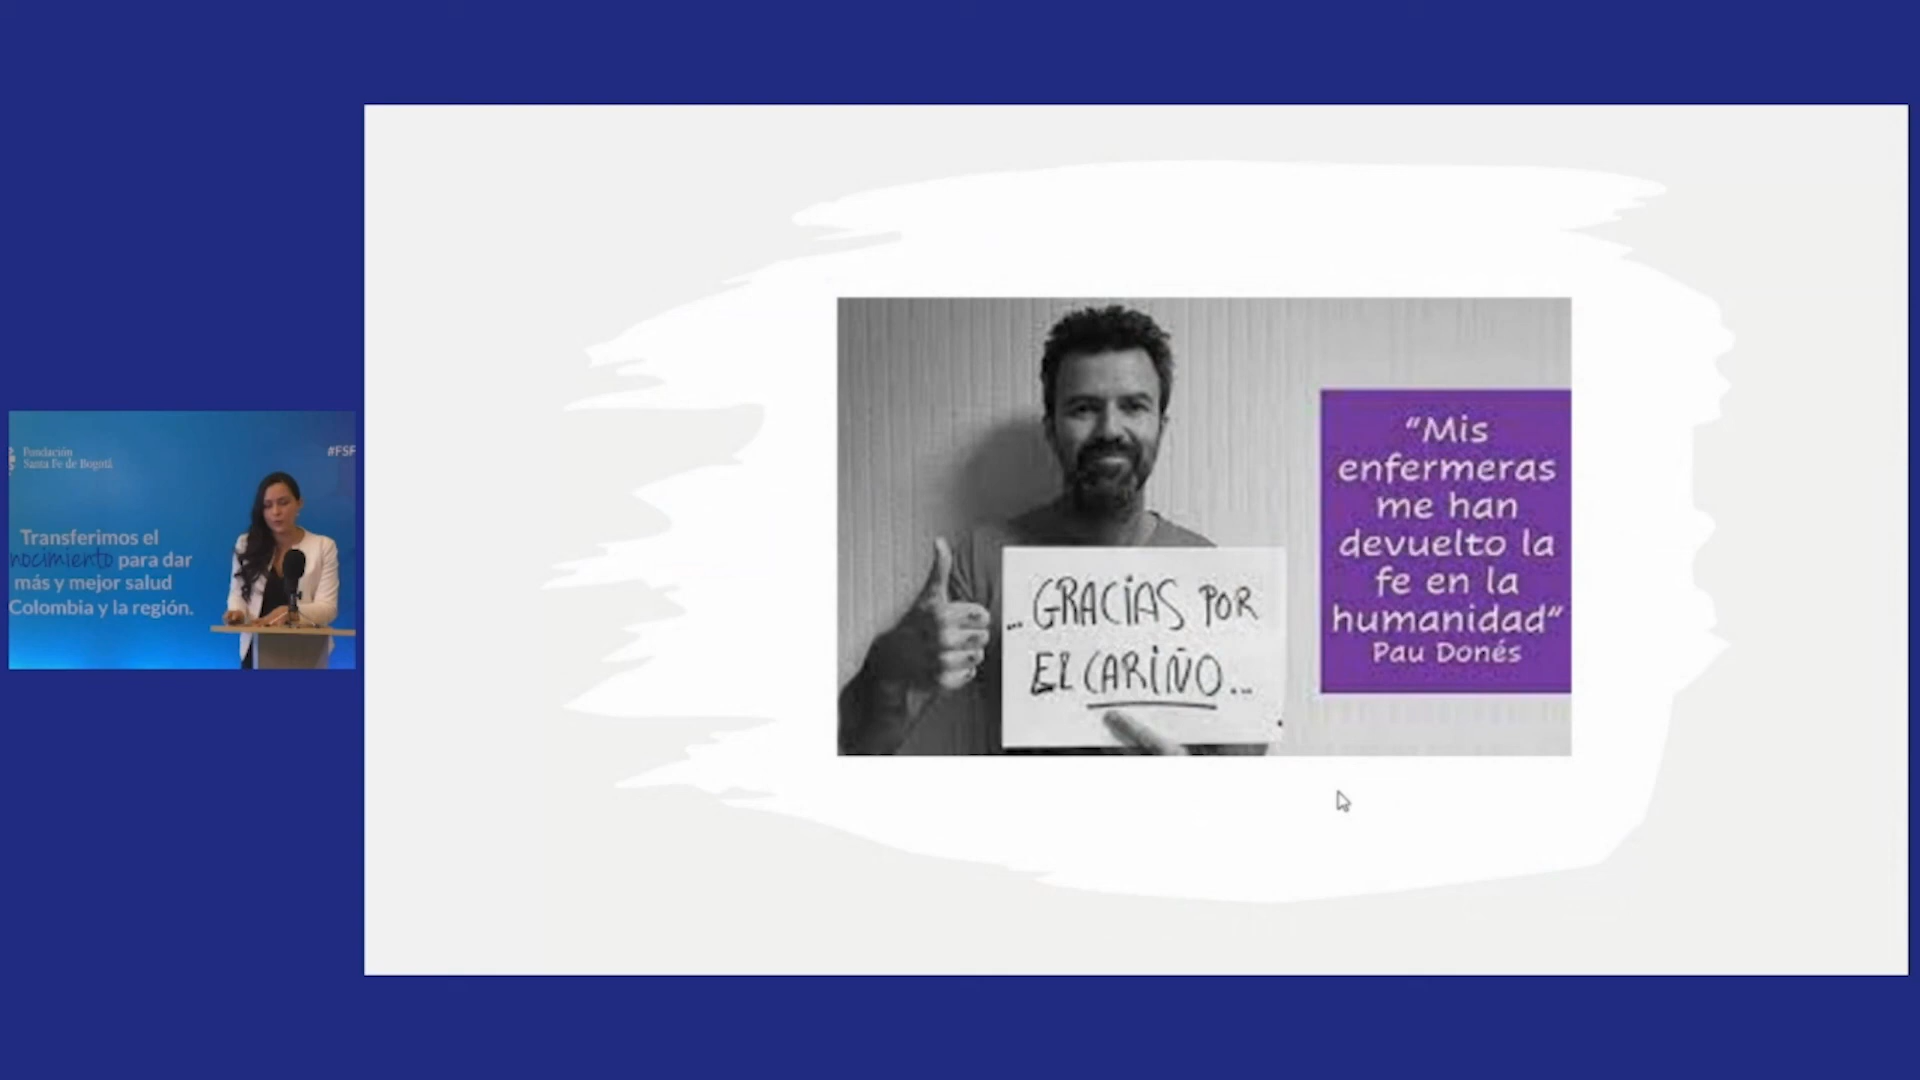 Fundación
Santa Fe de Bogotá
#FSF
Transferimos el
nocimiento para dar
más y mejor salud
Colombia y la región.
"Mis
enfermeras
me han
devuelto la
fe en la
humanidad"
Pau Donés
...GRACIAS POR
EL CARIÑO...